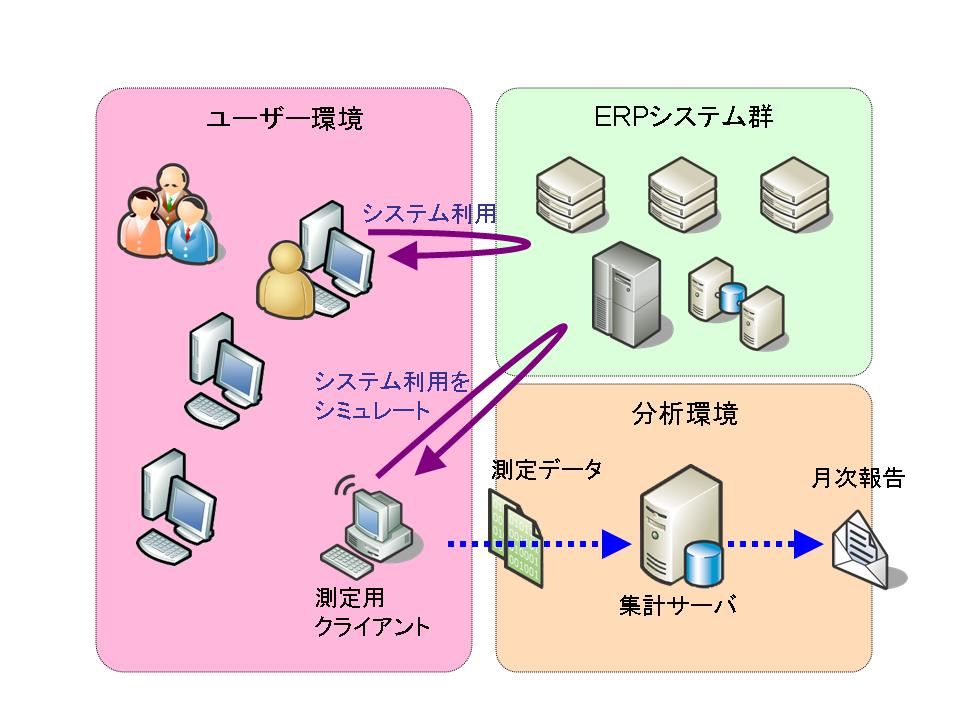 ユーザー環境
ERPシステム群
システム利用
システム利用を
シミュレート
分析環境
測定データ
月次報告
測定用
クライアント
集計サーバ